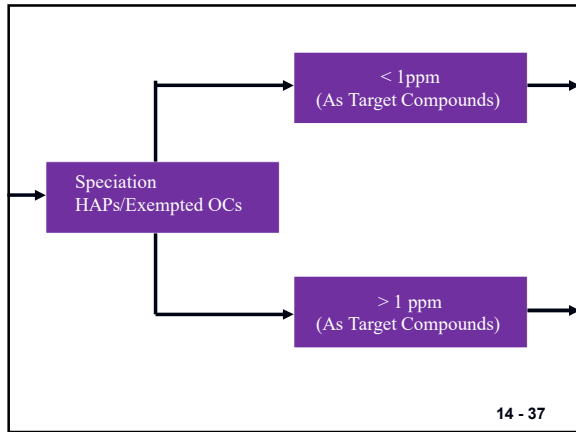 < 1ppm
(As Target Compounds)
Speciation
HAPs/Exempted OCs
> 1 ppm
(As Target Compounds)
14 - 37